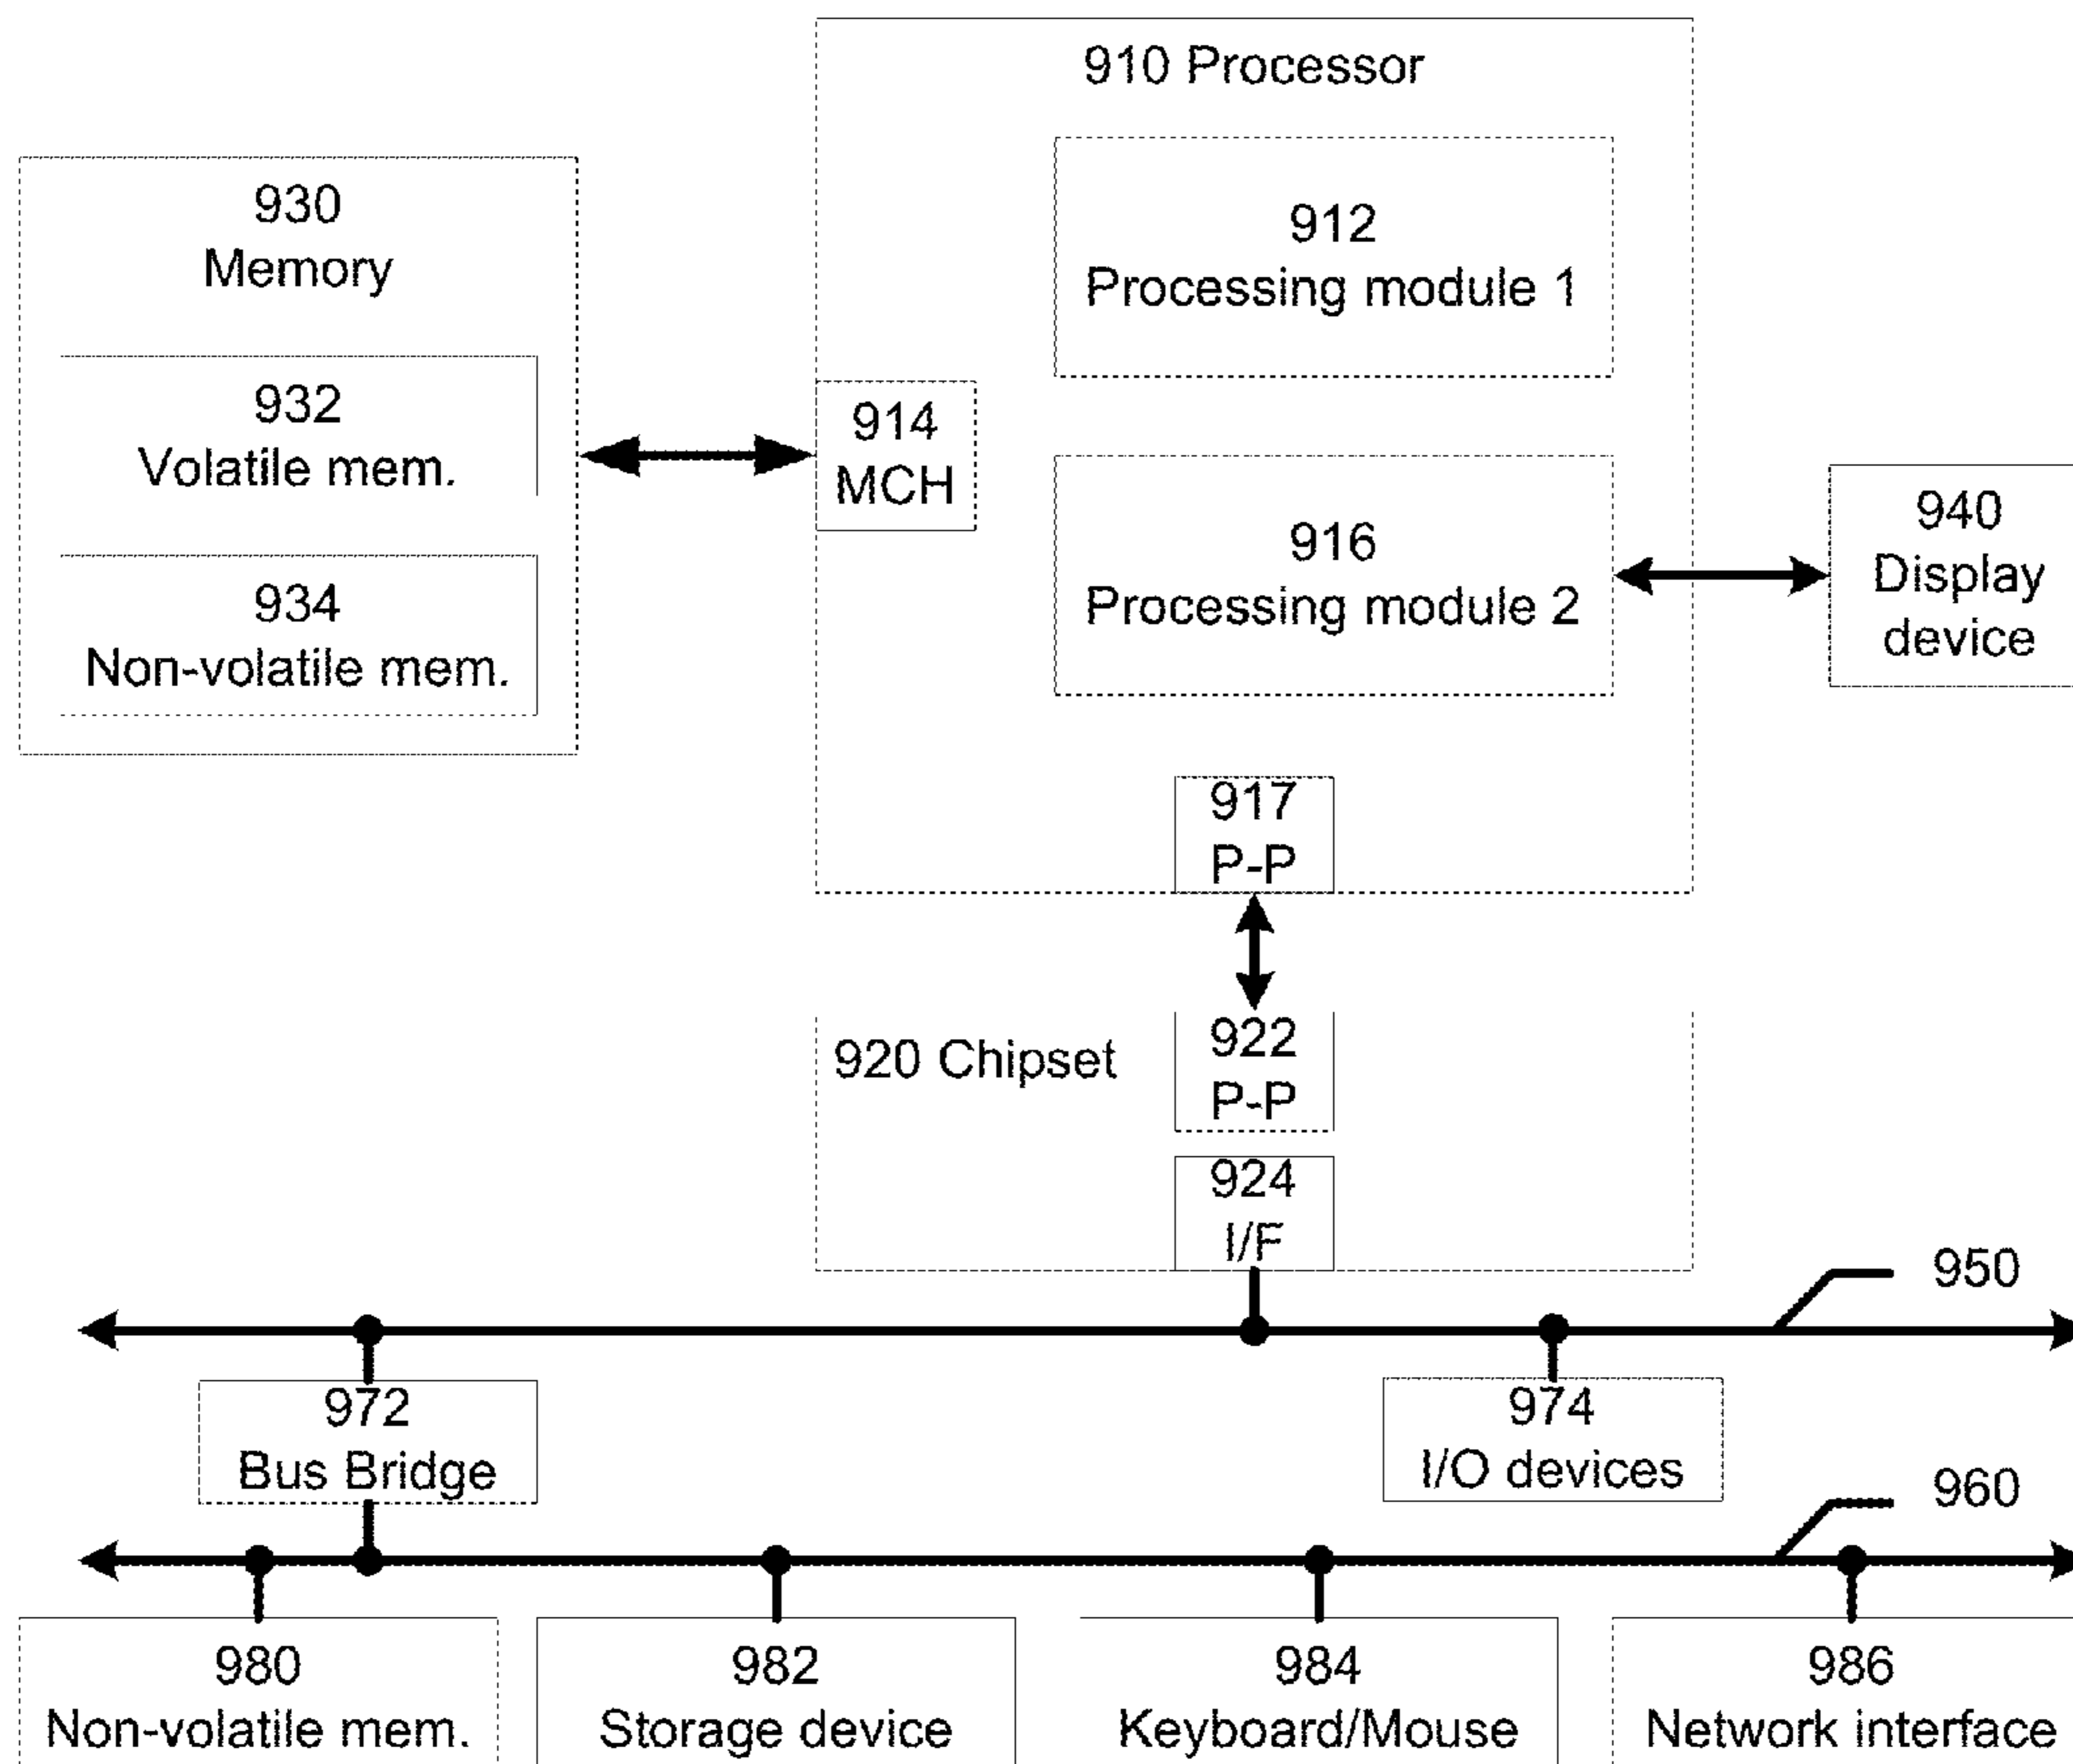 910 Processor
930
Memory
912
Processing module 1
932
Volatile mem.
914
MCH
934
Non-volatile mem.
916
Processing module 2
940
Display
device
917
P-P
920 Chipset
922
P-P
924
I/F
950
972
Bus Bridge
974
I/O devices
960
980
Non-volatile mem.
982
Storage device
984
Keyboard/Mouse
986
Network interface